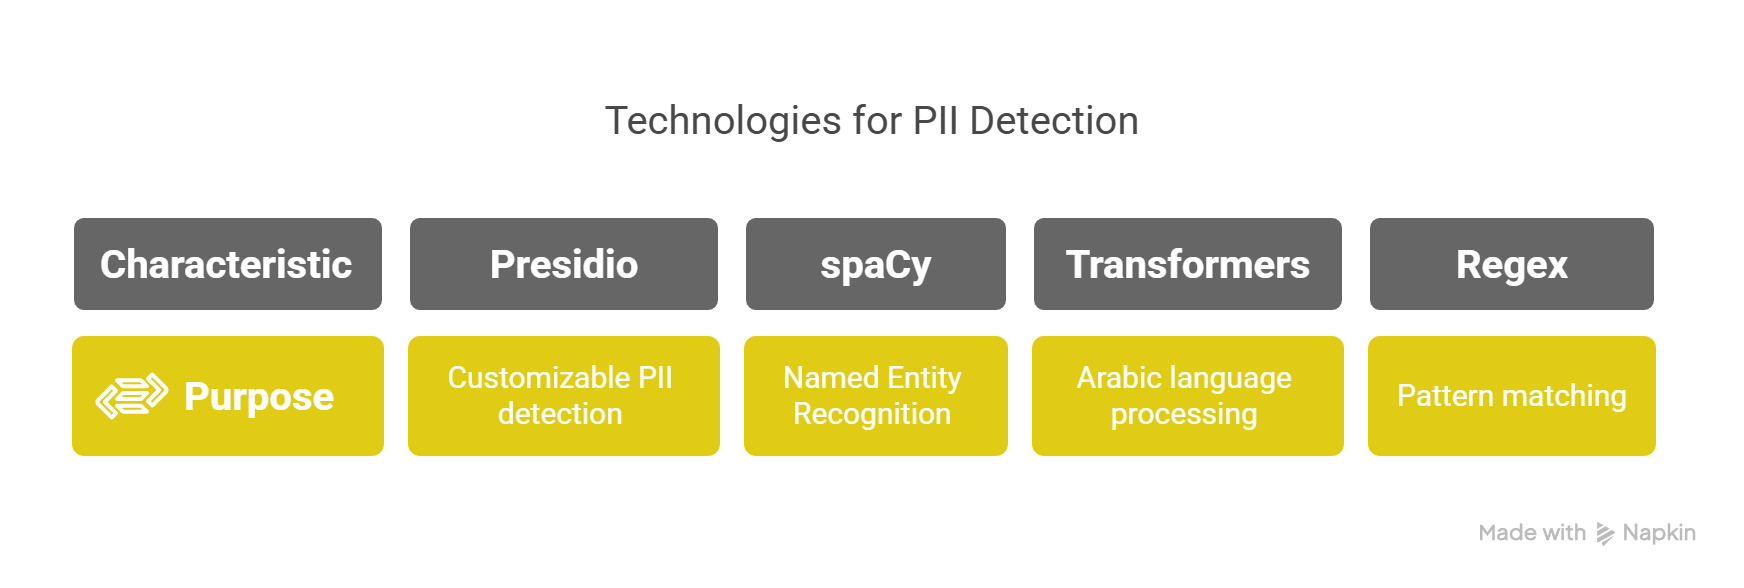 Technologies for PII Detection
Characteristic
Presidio
spaCy
Transformers
Regex
Purpose
Customizable PII
detection
Named Entity
Recognition
Arabic language
processing
Pattern matching
Made with Napkin